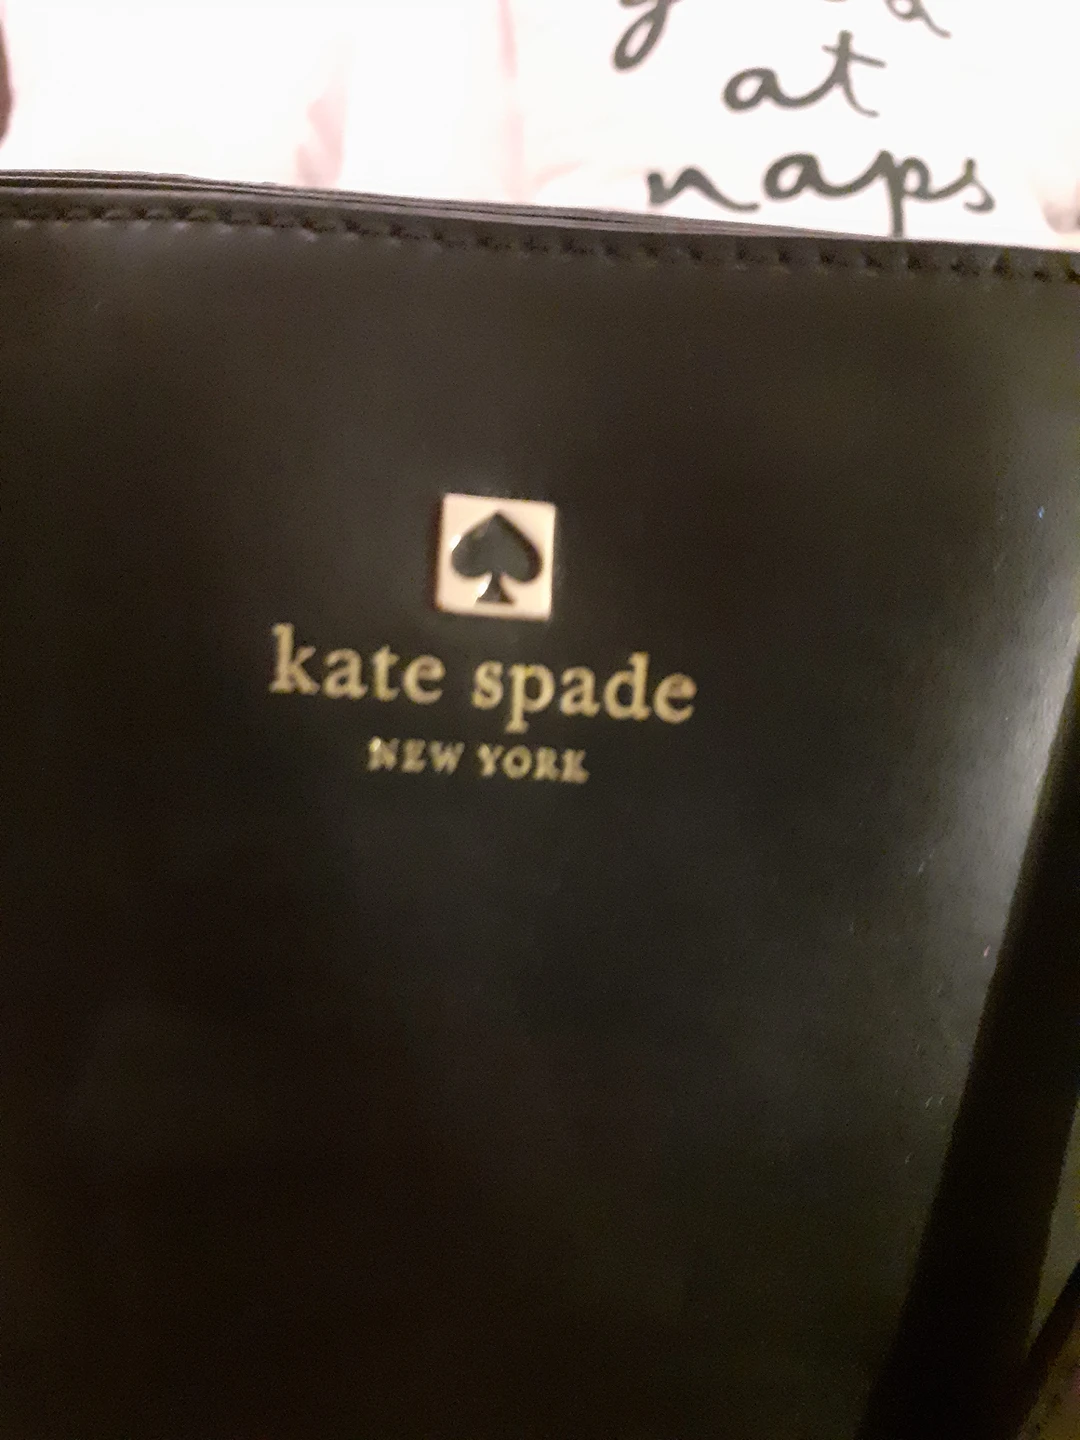 at
naps
kate spade
NEW YORK